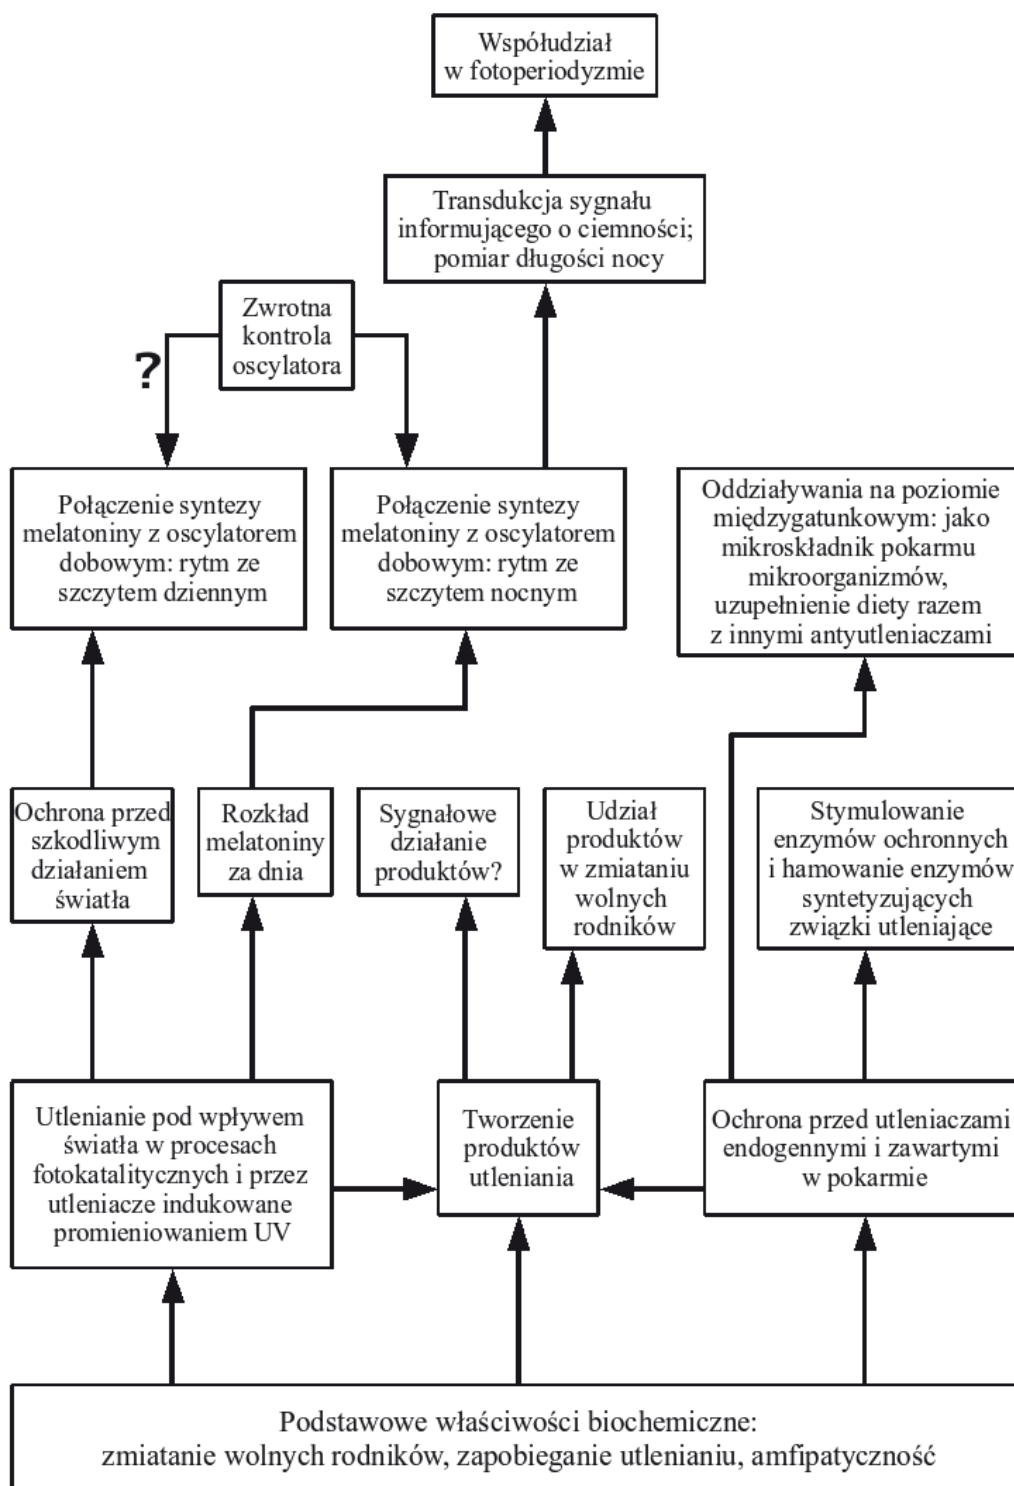 Współudział
w fotoperiodyzmie
Transdukcja sygnału
informującego o ciemności;
pomiar długości nocy
Zwrotna
kontrola
oscylatora
?
Połączenie syntezy
melatoniny z oscylatorem
dobowym: rytm ze
szczytem dziennym
Połączenie syntezy
melatoniny z oscylatorem
dobowym: rytm ze
szczytem nocnym
Oddziaływania na poziomie
międzygatunkowym: jako
mikroskładnik pokarmu
mikroorganizmów,
uzupełnienie diety razem
z innymi antyutleniaczami
Ochrona przed
szkodliwym
działaniem
światła
Rozkład
melatoniny
za dnia
Sygnałowe
działanie
produktów?
Udział
produktów
w zmiataniu
wolnych
rodników
Stymulowanie
enzymów ochronnych
i hamowanie enzymów
syntetyzujących
związki utleniające
Utlenianie pod wpływem
światła w procesach
fotokatalitycznych i przez
utleniacze indukowane
promieniowaniem UV
Tworzenie
produktów
utleniania
Ochrona przed utleniaczami
endogennymi i zawartymi
w pokarmie
Podstawowe właściwości biochemiczne:
zmiatanie wolnych rodników, zapobieganie utlenianiu, amfipatyczność